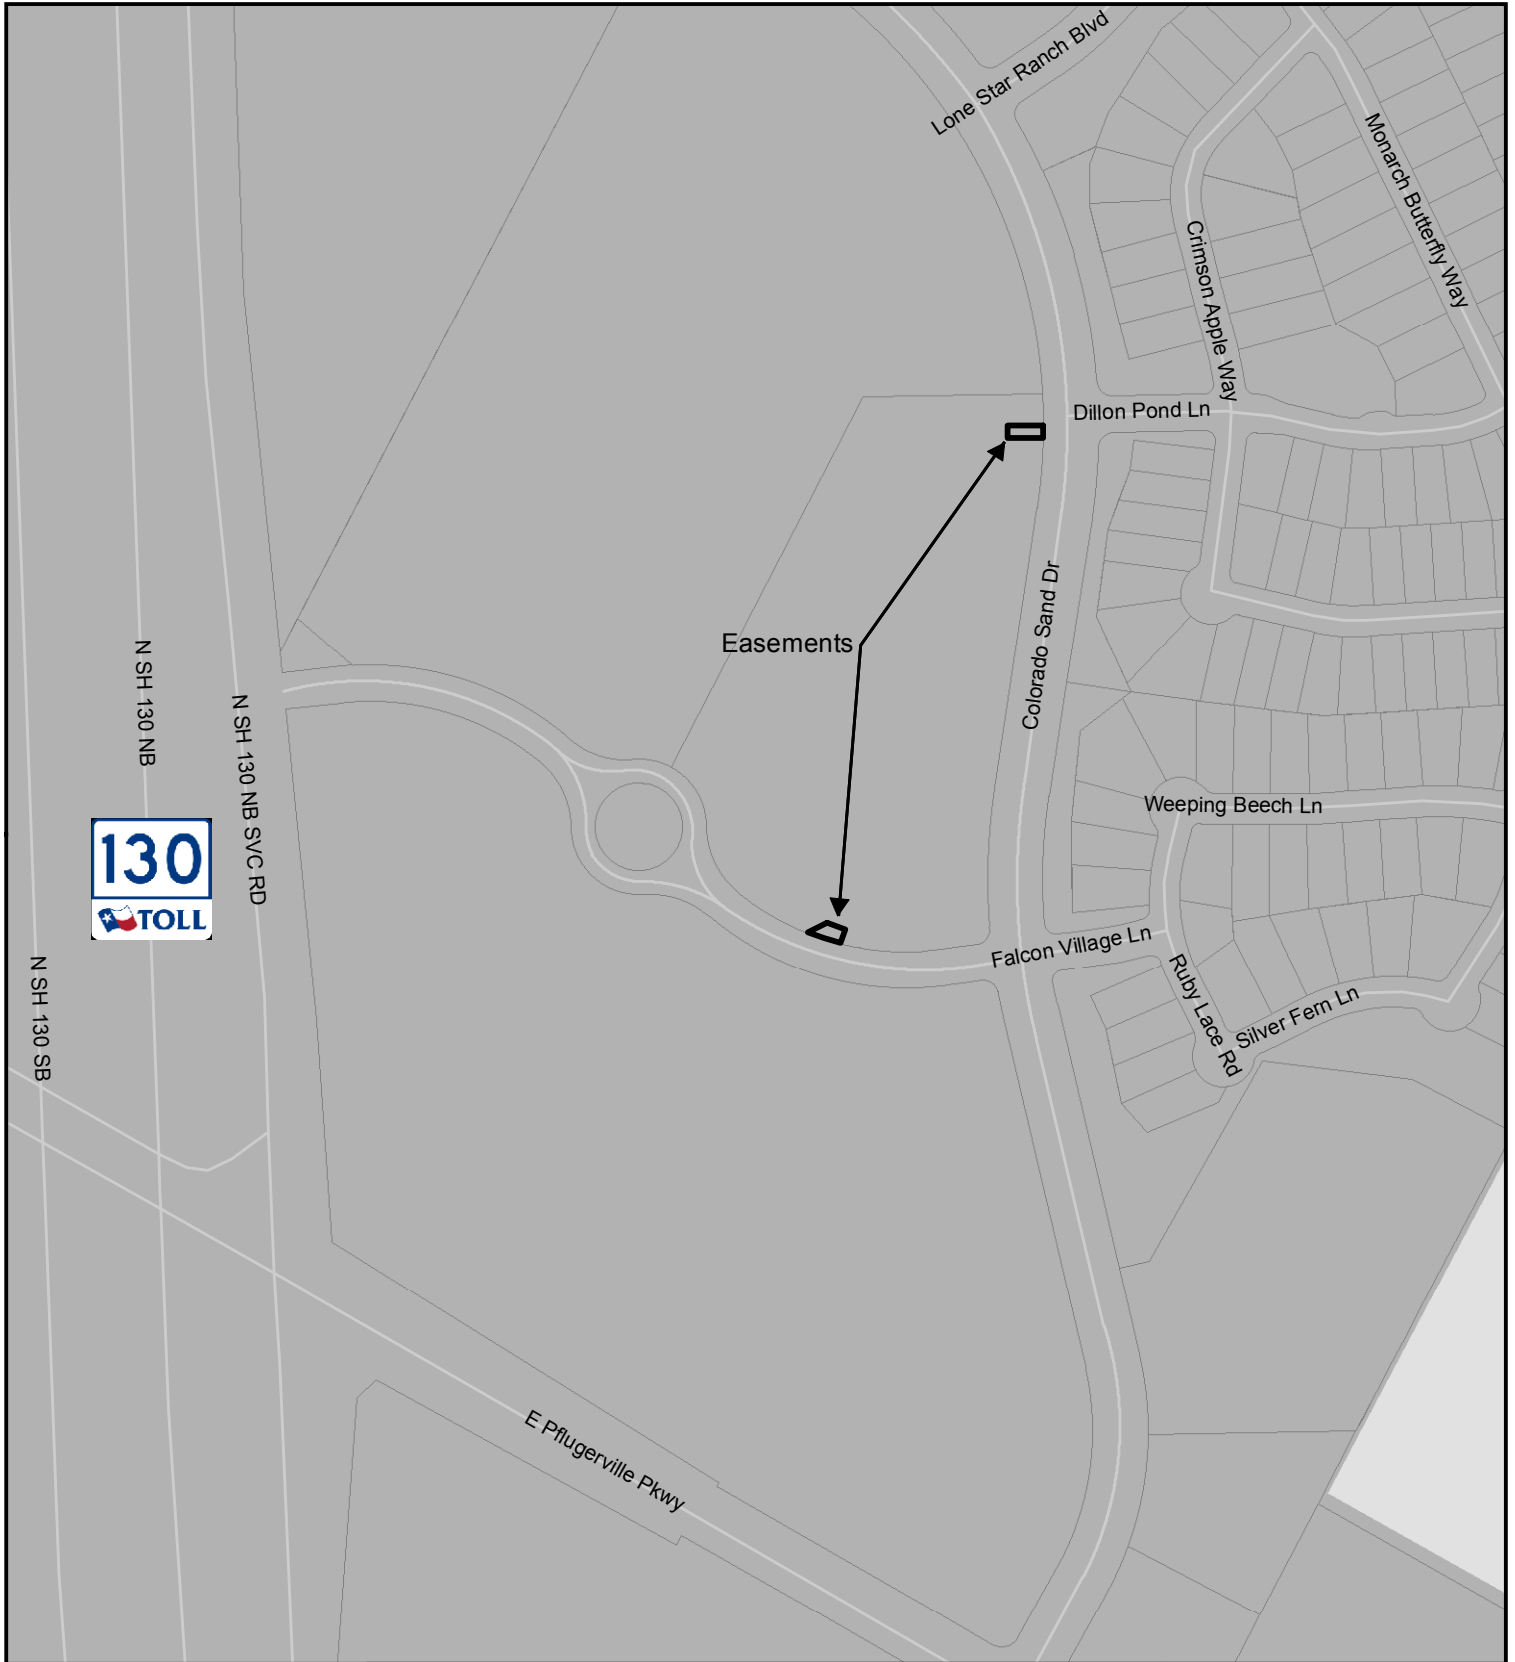 Lone Star Ranch Blvd
Monarch Butterfly Way
Crimson Apple Way
Dillon Pond Ln
Colorado Sand Dr
Easements
N SH 130 NB
N SH 130 NB SVC RD
Weeping Beech Ln
130
TOLL
Falcon Village Ln
N SH 130 SB
Ruby Lace Rd
Silver Fern Ln
E Pflugerville Pkwy